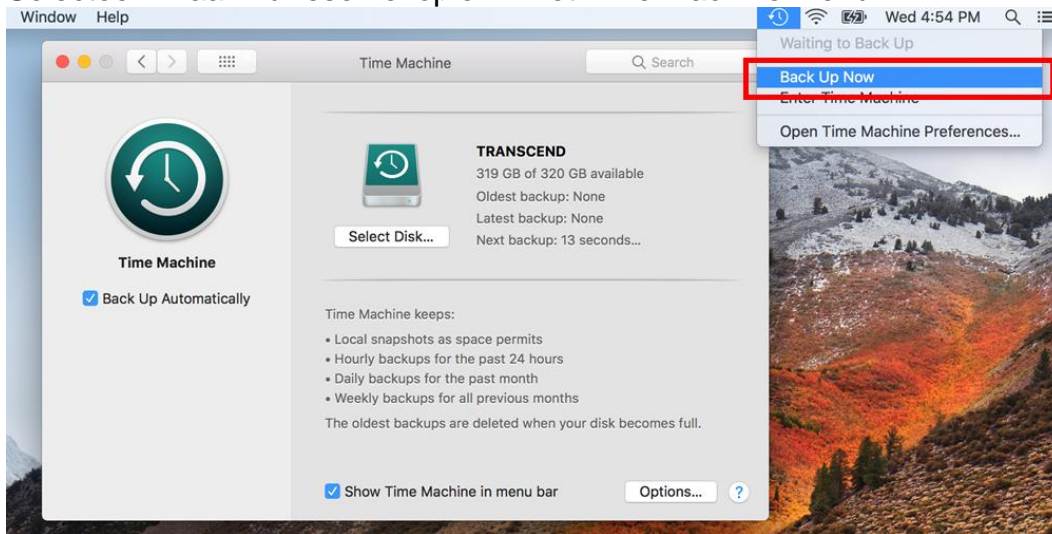 Window Help
Wed 4:54 PM
Waiting to Back Up
Back Up Now
Enter Time Machine
Open Time Machine Preferences...
Time Machine
Search
Time Machine
Back Up Automatically
TRANSCEND
319 GB of 320 GB available
Oldest backup: None
Latest backup: None
Next backup: 13 seconds...
Select Disk...
Time Machine keeps:
• Local snapshots as space permits
• Hourly backups for the past 24 hours
• Daily backups for the past month
• Weekly backups for all previous months
The oldest backups are deleted when your disk becomes full.
Show Time Machine in menu bar
Options...
?